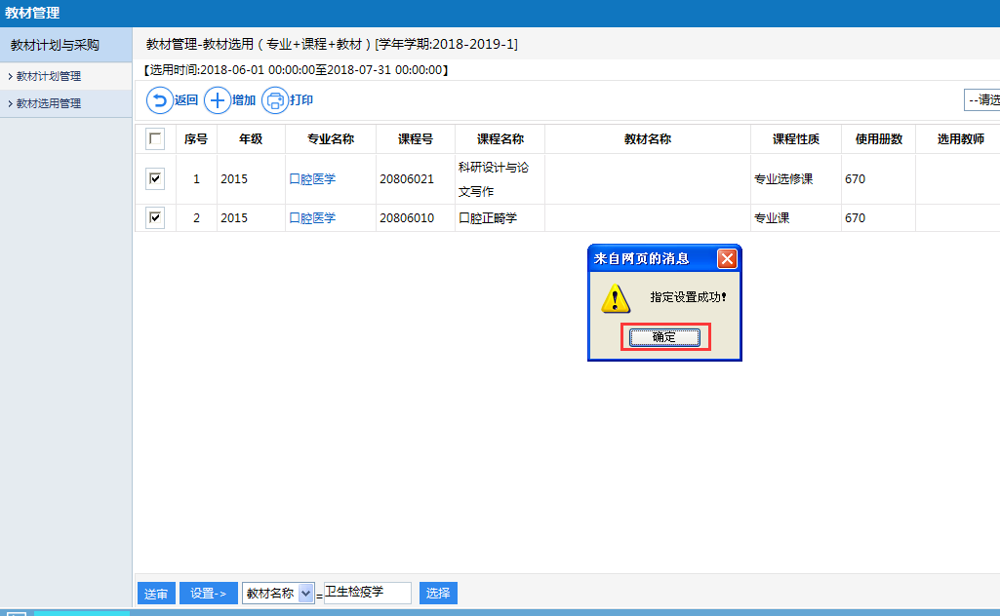 教材管理
教材计划与采购
教材计划管理
教材选用管理
教材管理-教材选用（专业+课程+教材）[学年学期:2018-2019-1]
【选用时间:2018-06-01 00:00:00至2018-07-31 00:00:00】
返回 增加 打印 --请选
序号 年级 专业名称 课程号 课程名称 教材名称 课程性质 使用册数 选用教师
1 2015 口腔医学 20806021 科研设计与论文写作 专业选修课 670
2 2015 口腔医学 20806010 口腔正畸学 专业课 670
来自网页的消息
指定设置成功!
确定
送审 设置-> 教材名称 = 卫生检疫学 选择